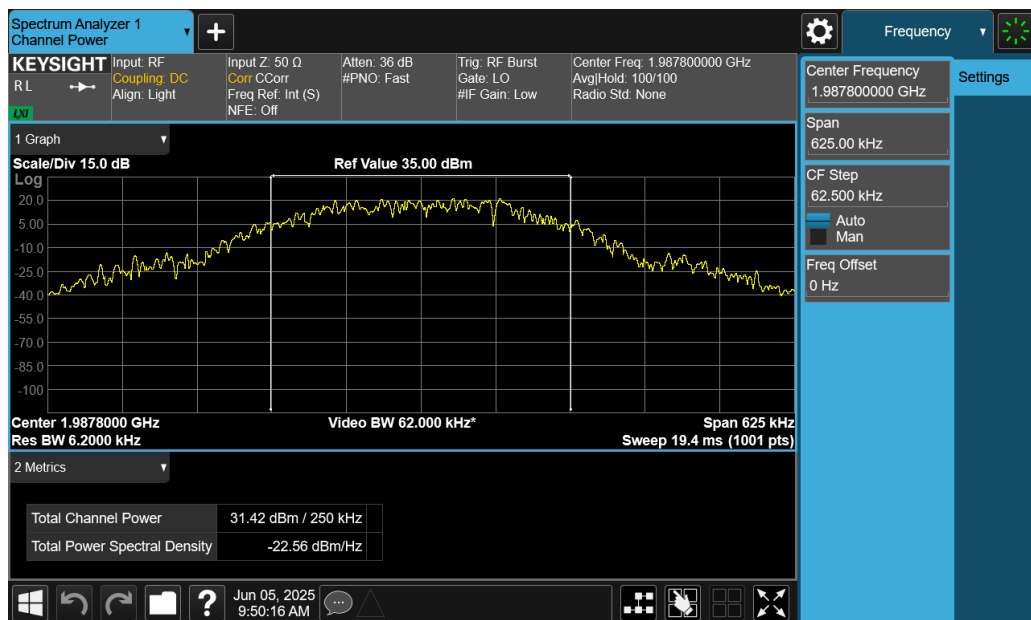 Spectrum Analyzer 1
Channel Power
+
Frequency
KEYSIGHT
RL
LXI
Input: RF
Coupling: DC
Align: Light
Input Z: 50 Ω
Corr CCorr
Freq Ref: Int (S)
NFE: Off
Atten: 36 dB
#PNO: Fast
Trig: RF Burst
Gate: LO
#IF Gain: Low
Center Freq: 1.987800000 GHz
Avg|Hold: 100/100
Radio Std: None
Center Frequency
1.987800000 GHz
Settings
Span
625.00 kHz
CF Step
62.500 kHz
Auto
Man
Freq Offset
0 Hz
1 Graph
Scale/Div 15.0 dB
Ref Value 35.00 dBm
Log
20.0
5.00
-10.0
-25.0
-40.0
-55.0
-70.0
-85.0
-100
Center 1.9878000 GHz
Video BW 62.000 kHz*
Span 625 kHz
Res BW 6.2000 kHz
Sweep 19.4 ms (1001 pts)
2 Metrics
Total Channel Power
31.42 dBm / 250 kHz
Total Power Spectral Density
-22.56 dBm/Hz
?
Jun 05, 2025
9:50:16 AM